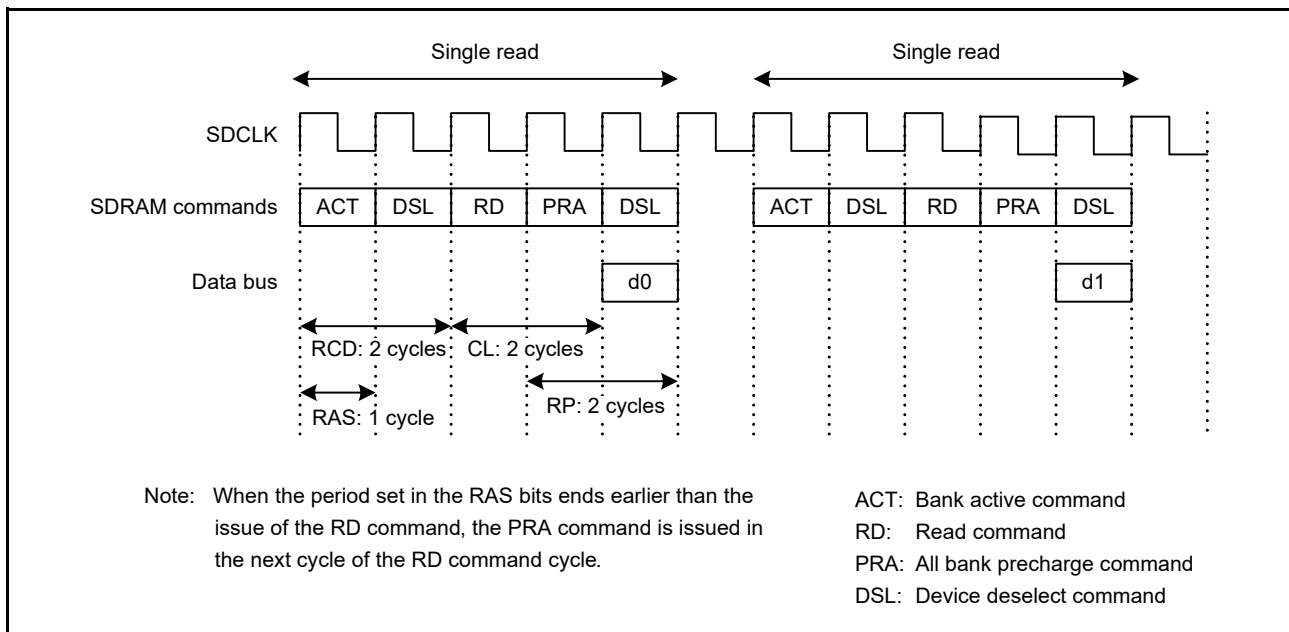 Single read Single read
SDCLK
SDRAM commands ACT DSL RD PRA DSL ACT DSL RD PRA DSL
Data bus d0 d1
RCD: 2 cycles CL: 2 cycles
RAS: 1 cycle RP: 2 cycles
Note: When the period set in the RAS bits ends earlier than the
issue of the RD command, the PRA command is issued in
the next cycle of the RD command cycle.
ACT: Bank active command
RD: Read command
PRA: All bank precharge command
DSL: Device deselect command